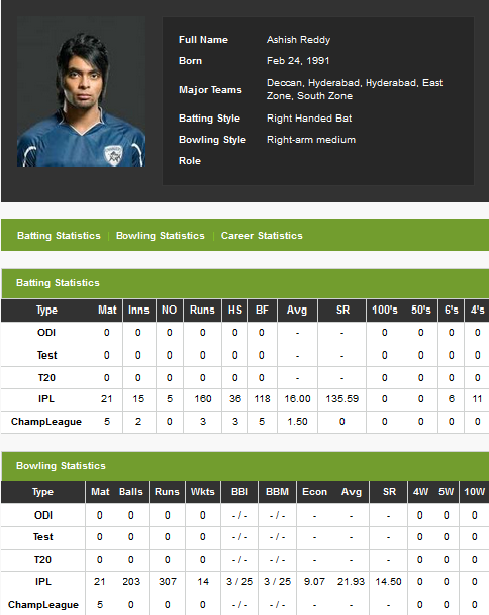 Full Name Ashish Reddy
Born Feb 24, 1991
Major Teams Deccan, Hyderabad, Hyderabad, East
Zone, South Zone
Batting Style Right Handed Bat
Bowling Style Right-arm medium
Role
Batting Statistics | Bowling Statistics | Career Statistics
Batting Statistics
Type Mat Inns NO Runs HS BF Avg SR 100's 50's 6's 4's
ODI 0 0 0 0 0 0 - - 0 0 0 0
Test 0 0 0 0 0 0 - - 0 0 0 0
T20 0 0 0 0 0 0 - - 0 0 0 0
IPL 21 15 5 160 36 118 16.00 135.59 0 0 6 11
ChampLeague 5 2 0 3 3 5 1.50 0 0 0 0 0
Bowling Statistics
Type Mat Balls Runs Wkts BBI BBM Econ Avg SR 4W 5W 10W
ODI 0 0 0 0 - / - - / - - - - 0 0 0
Test 0 0 0 0 - / - - / - - - - 0 0 0
T20 0 0 0 0 - / - - / - - - - 0 0 0
IPL 21 203 307 14 3 / 25 3 / 25 9.07 21.93 14.50 0 0 0
ChampLeague 5 0 0 0 - / - - / - - - - 0 0 0